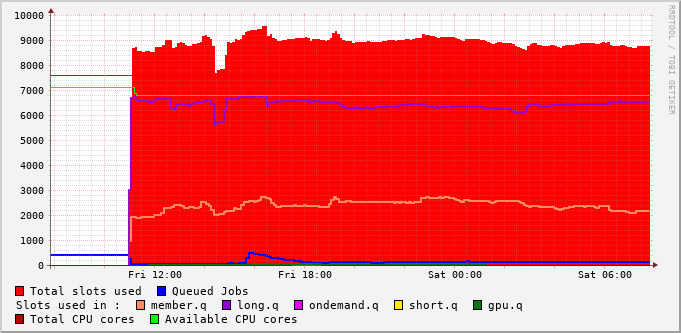 10000
9000
8000
7000
6000
5000
4000
3000
2000
1000
0
Fri 12:00 Fri 18:00 Sat 00:00 Sat 06:00
RRDTOOL / TOBI OETIKER
Total slots used Queued Jobs
Slots used in : member.q long.q ondemand.q short.q gpu.q
Total CPU cores Available CPU cores